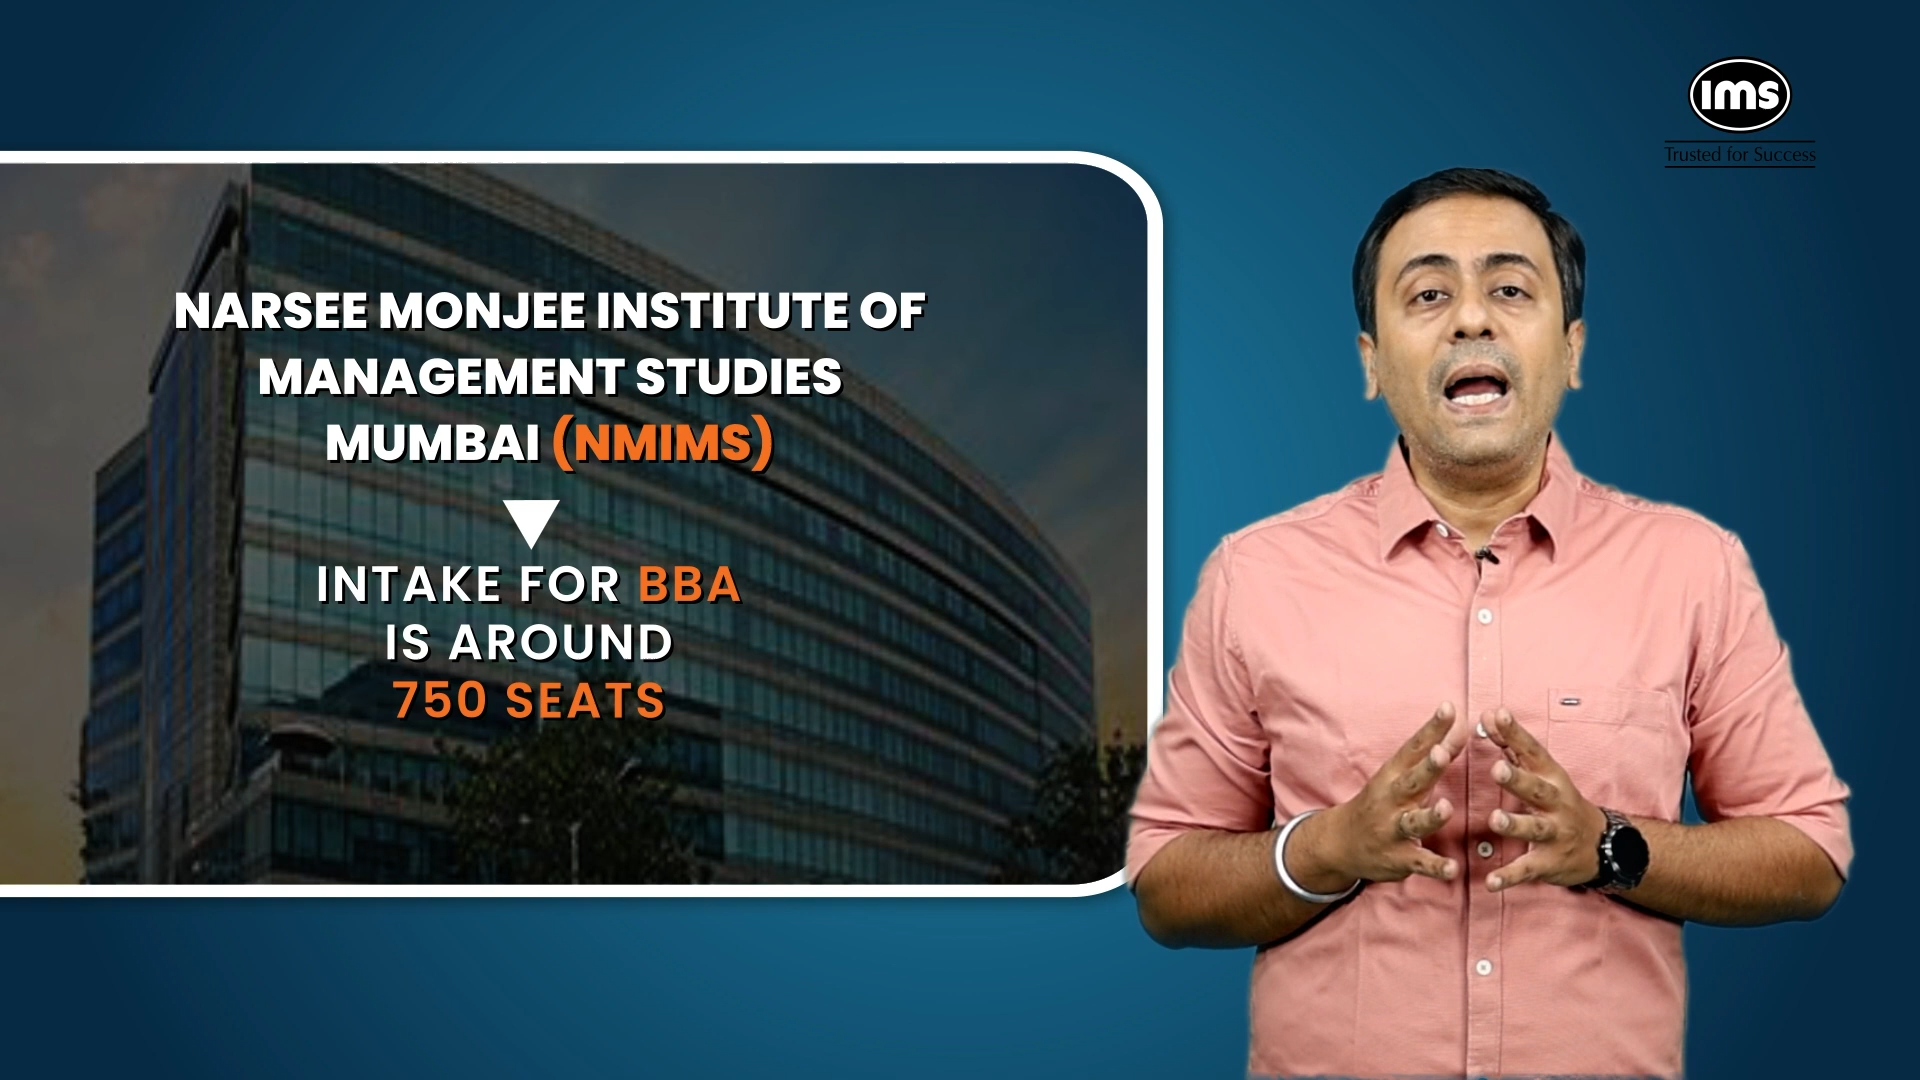 ims
Trusted for Success
NARSEE MONJEE INSTITUTE OF
MANAGEMENT STUDIES
MUMBAI (NMIMS)
INTAKE FOR BBA
IS AROUND
750 SEATS